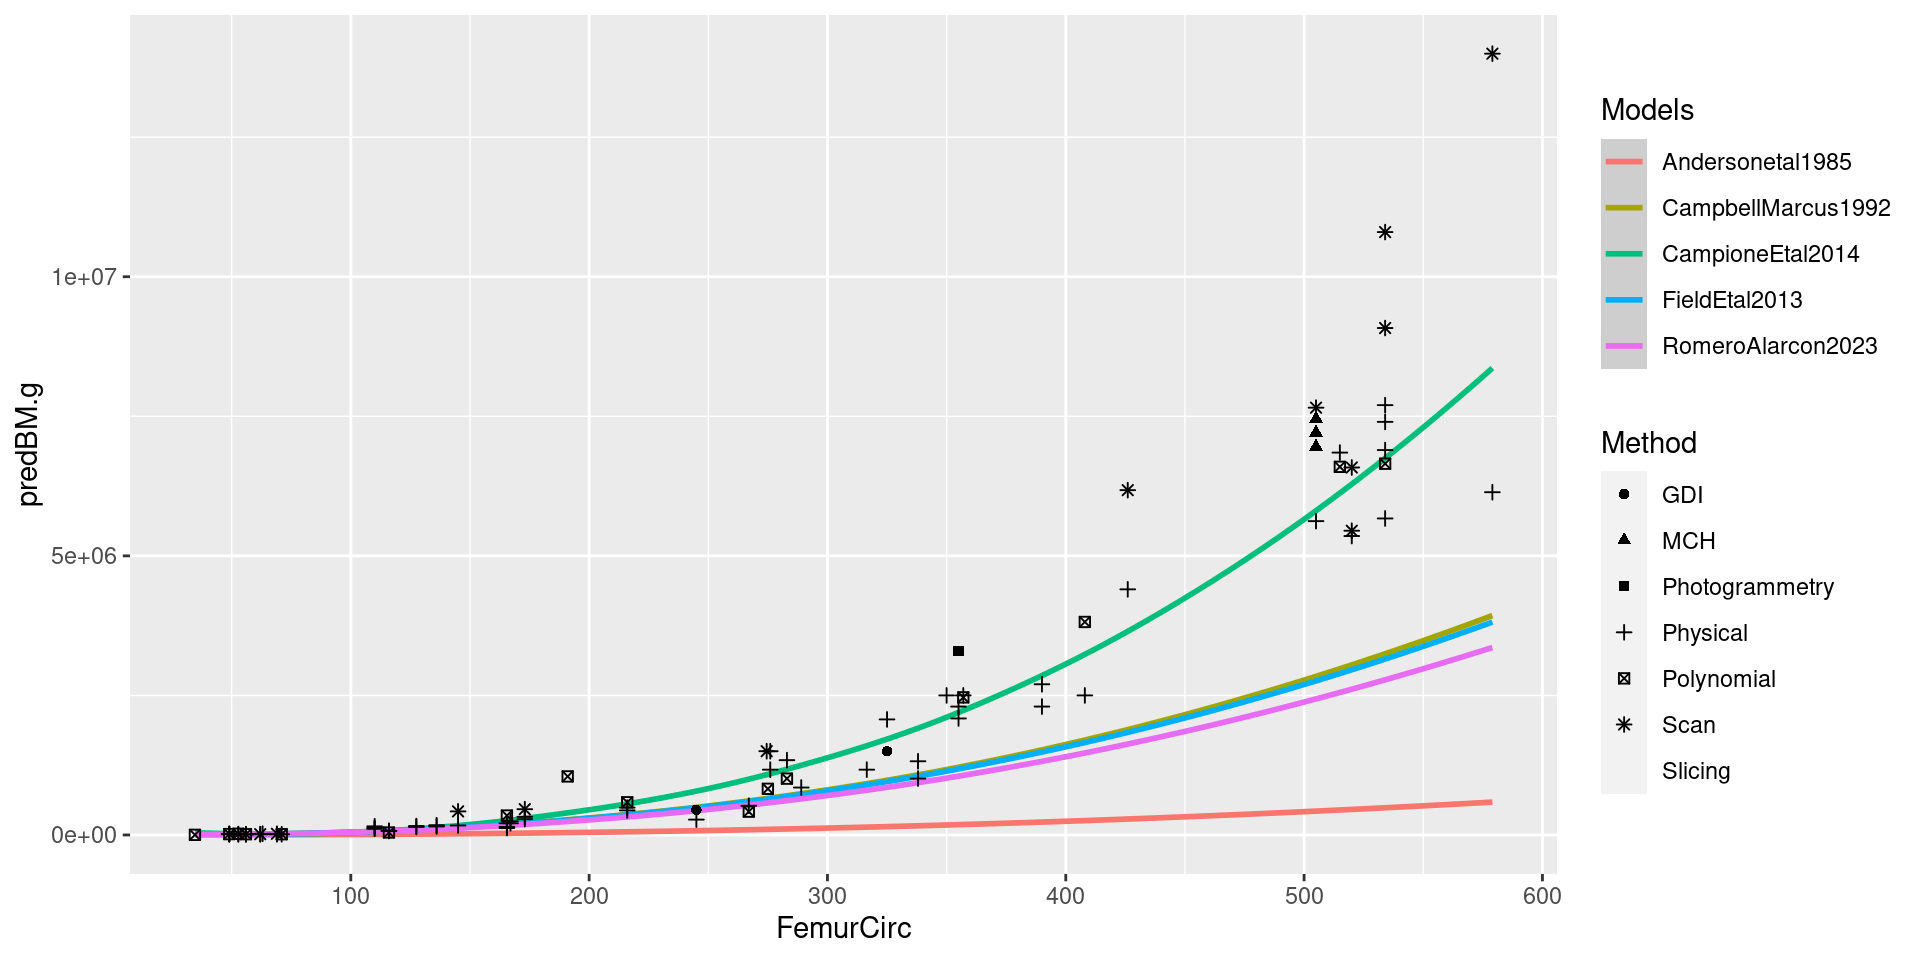 1e+07
5e+06
0e+00
predBM.g
100 200 300 400 500 600
FemurCirc
Models
Andersonetal1985
CampbellMarcus1992
CampioneEtal2014
FieldEtal2013
RomeroAlarcon2023
Method
GDI
MCH
Photogrammetry
Physical
Polynomial
Scan
Slicing